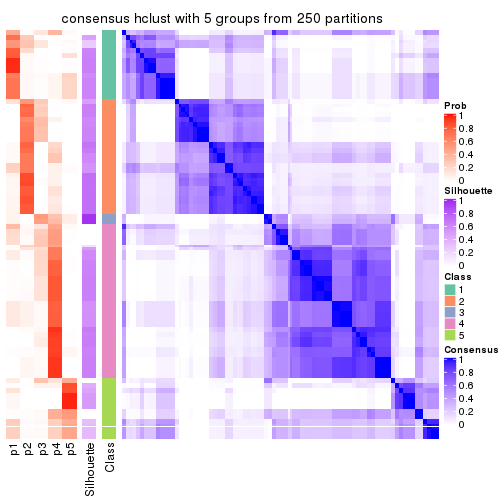 consensus hclust with 5 groups from 250 partitions
Prob
1
0.8
0.6
0.4
0.2
0
Silhouette
1
0.8
0.6
0.4
0.2
0
Class
1
2
3
4
5
Consensus
1
0.8
0.6
0.4
0.2
0
p1
p2
p3
p4
p5
Silhouette
Class